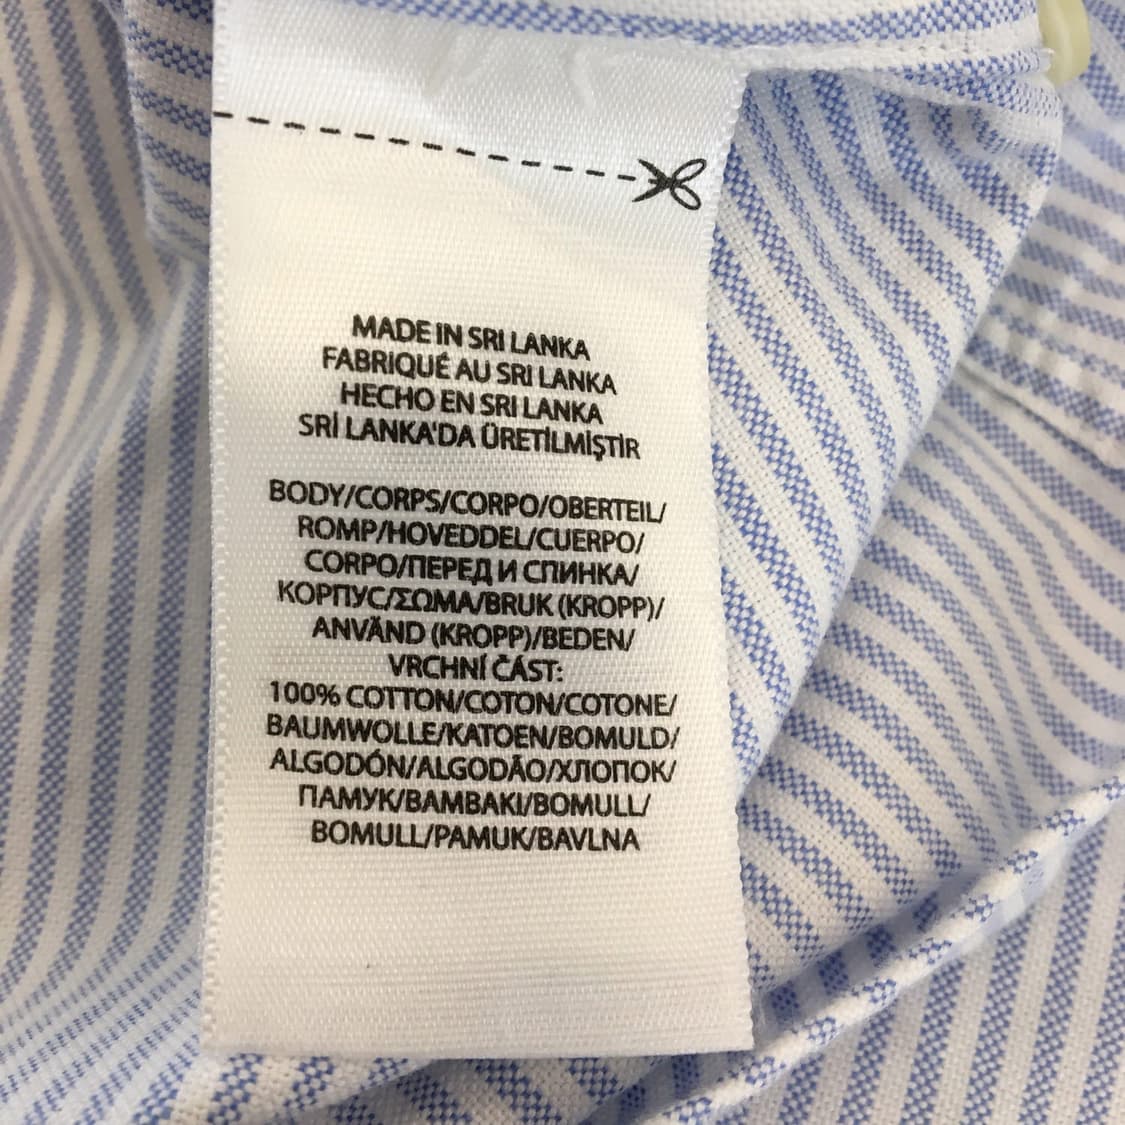 MADE IN SRI LANKA
FABRIQUÉ AU SRI LANKA
HECHO EN SRI LANKA
SRİ LANKA'DA ÜRETİLMİŞTİR
BODY/CORPS/CORPO/OBERTEIL/
ROMP/HOVEDDEL/CUERPO/
CORPO/ПЕРЕД И СПИНКА/
КОРПУС/ΣΩΜΑ/BRUK (KROPP)/
ANVÄND (KROPP)/BEDEN/
VRCHNÍ ČÁST:
100% COTTON/COTON/COTONE/
BAUMWOLLE/KATOEN/BOMULD/
ALGODÓN/ALGODÃO/ХЛОПОК/
ПАМУК/ΒΑΜΒΑΚΙ/BOMULL/
BOMULL/PAMUK/BAVLNA